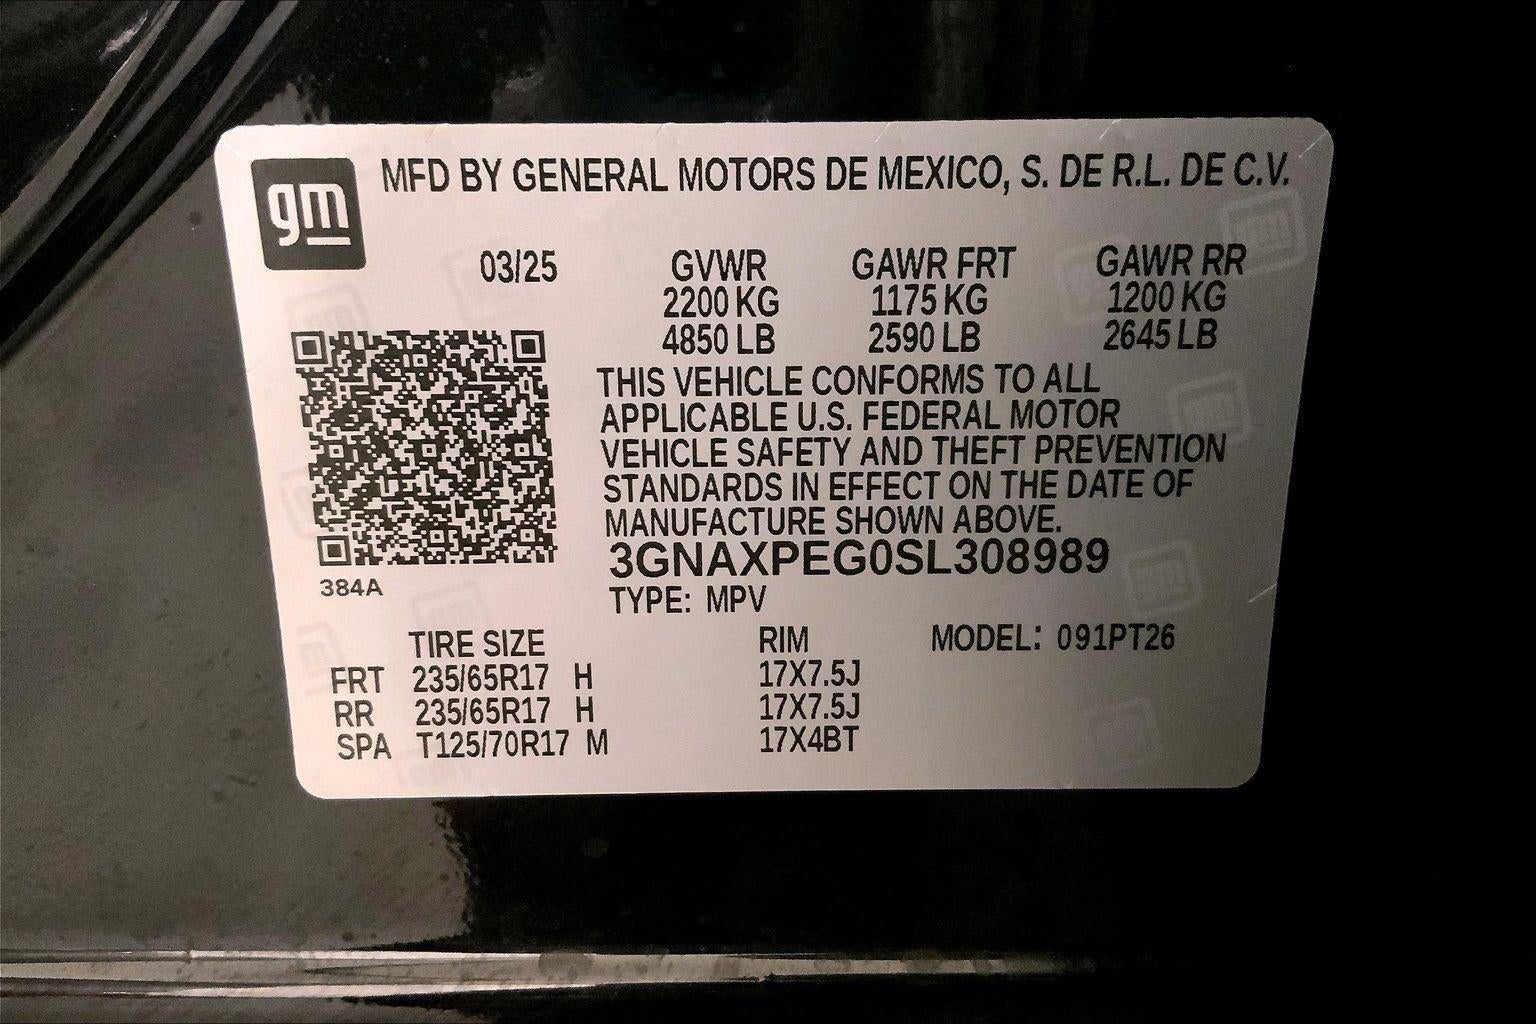 gm
MFD BY GENERAL MOTORS DE MEXICO, S. DE R.L. DE C.V.
03/25 GVWR GAWR FRT GAWR RR
2200 KG 1175 KG 1200 KG
4850 LB 2590 LB 2645 LB
THIS VEHICLE CONFORMS TO ALL
APPLICABLE U.S. FEDERAL MOTOR
VEHICLE SAFETY AND THEFT PREVENTION
STANDARDS IN EFFECT ON THE DATE OF
MANUFACTURE SHOWN ABOVE.
3GNAXPEG0SL308989
384A
TYPE: MPV
TIRE SIZE RIM MODEL: 091PT26
FRT 235/65R17 H 17X7.5J
RR 235/65R17 H 17X7.5J
SPA T125/70R17 M 17X4BT